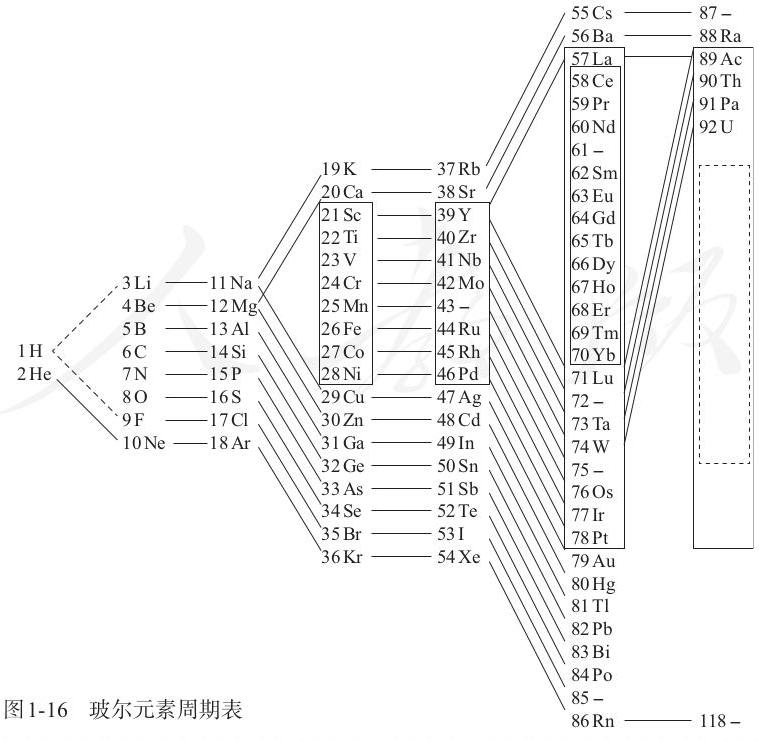 1 H
2 He
3 Li
4 Be
5 B
6 C
7 N
8 O
9 F
10 Ne
11 Na
12 Mg
13 Al
14 Si
15 P
16 S
17 Cl
18 Ar
19 K
20 Ca
21 Sc
22 Ti
23 V
24 Cr
25 Mn
26 Fe
27 Co
28 Ni
29 Cu
30 Zn
31 Ga
32 Ge
33 As
34 Se
35 Br
36 Kr
37 Rb
38 Sr
39 Y
40 Zr
41 Nb
42 Mo
43 –
44 Ru
45 Rh
46 Pd
47 Ag
48 Cd
49 In
50 Sn
51 Sb
52 Te
53 I
54 Xe
55 Cs
56 Ba
57 La
58 Ce
59 Pr
60 Nd
61 –
62 Sm
63 Eu
64 Gd
65 Tb
66 Dy
67 Ho
68 Er
69 Tm
70 Yb
71 Lu
72 –
73 Ta
74 W
75 –
76 Os
77 Ir
78 Pt
79 Au
80 Hg
81 Tl
82 Pb
83 Bi
84 Po
85 –
86 Rn
87 –
88 Ra
89 Ac
90 Th
91 Pa
92 U
118 –
人教版
图1-16 玻尔元素周期表